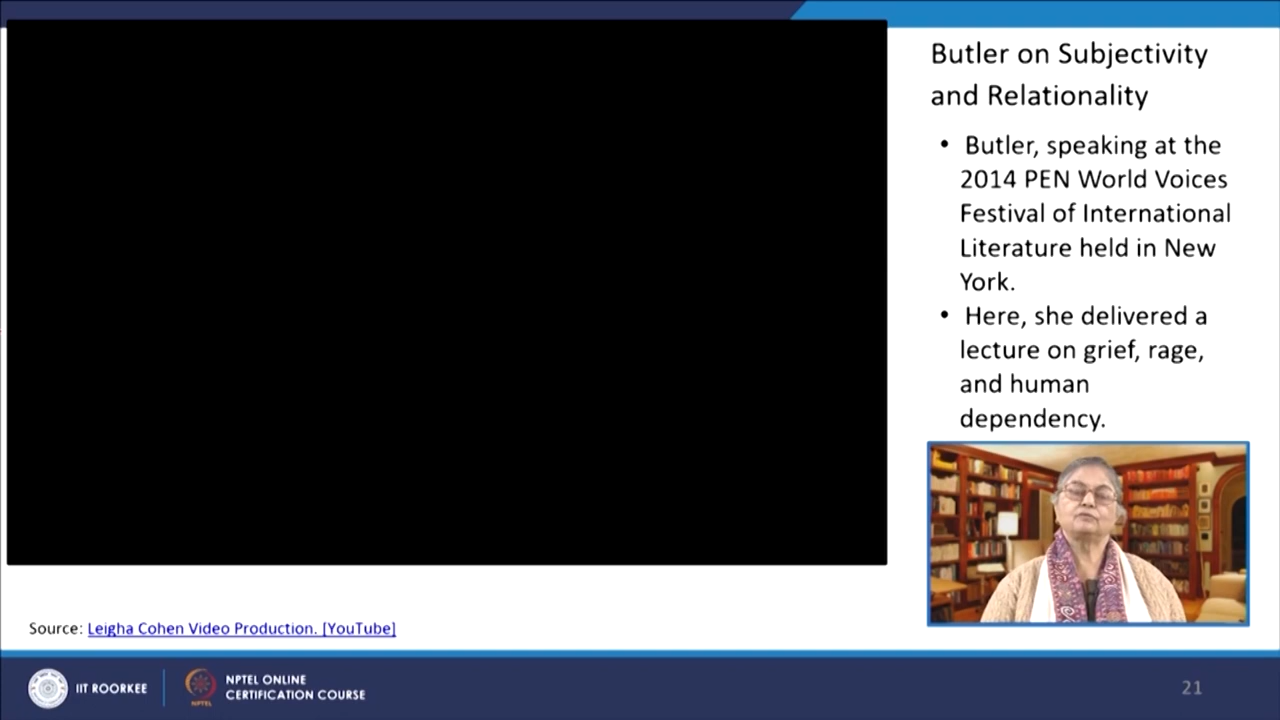 Butler on Subjectivity
and Relationality
• Butler, speaking at the
2014 PEN World Voices
Festival of International
Literature held in New
York.
• Here, she delivered a
lecture on grief, rage,
and human
dependency.
Source: Leigha Cohen Video Production. [YouTube]
IIT ROORKEE
NPTEL
NPTEL ONLINE
CERTIFICATION COURSE
21